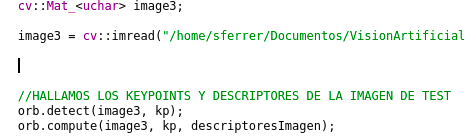 cv::Mat_<uchar> image3;
image3 = cv::imread("/home/sferrer/Documentos/VisionArtificial
//HALLAMOS LOS KEYPOINTS Y DESCRIPTORES DE LA IMAGEN DE TEST
orb.detect(image3, kp);
orb.compute(image3, kp, descriptoresImagen);